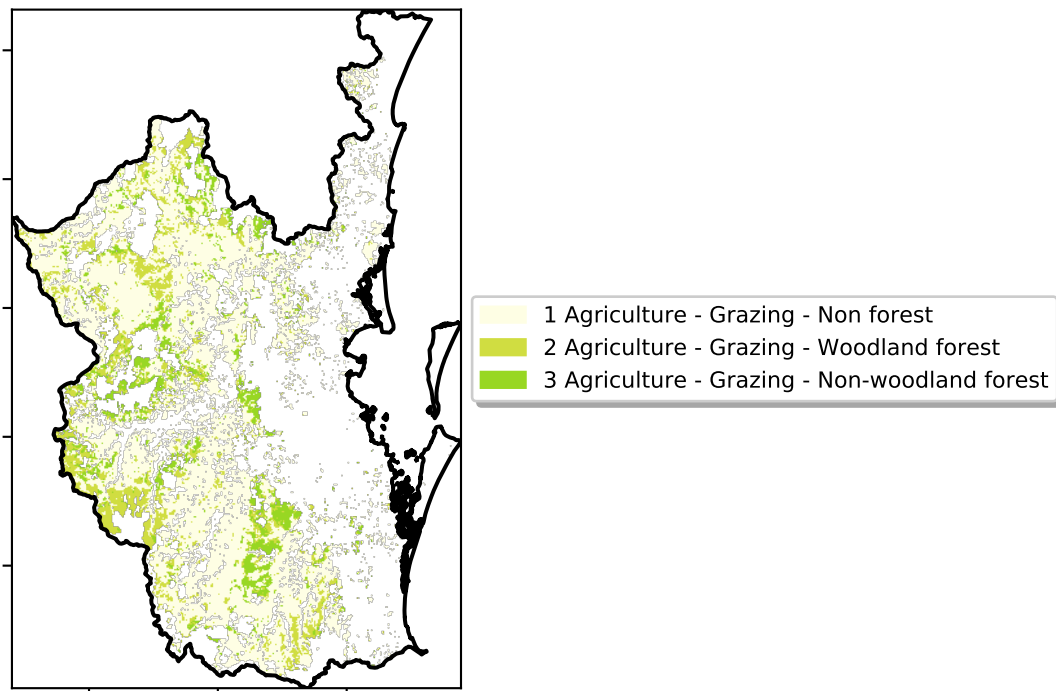 1 Agriculture - Grazing - Non forest
2 Agriculture - Grazing - Woodland forest
3 Agriculture - Grazing - Non-woodland forest